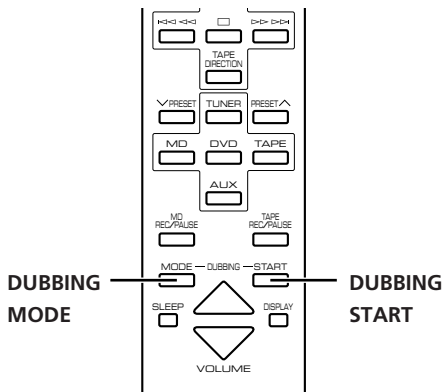 TAPE
DIRECTION
PRESET TUNER PRESET
MD DVD TAPE
AUX
MD
REC/PAUSE
TAPE
REC/PAUSE
MODE DUBBING START
DUBBING
MODE
DUBBING
START
SLEEP DISPLAY
VOLUME